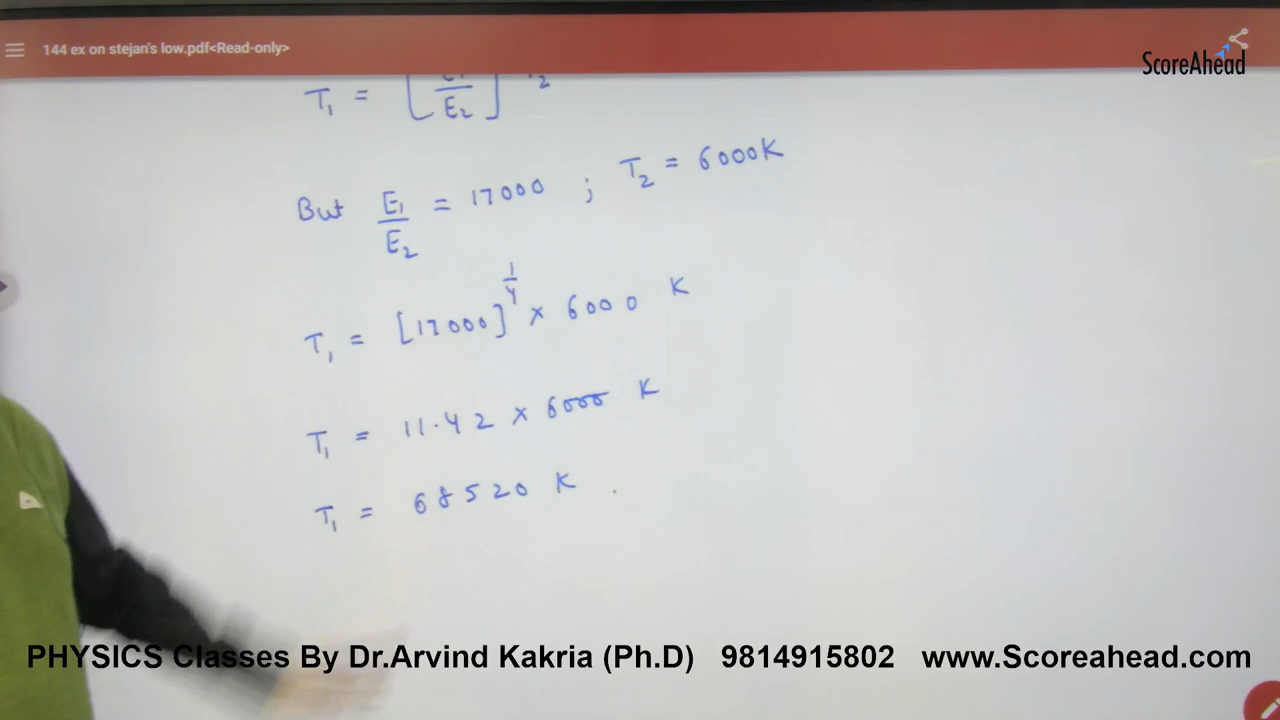 144 ex on stejan's low.pdf<Read-only>
ScoreAhead
T₁ = [E₁/E₂] T₂
But E₁/E₂ = 17000 ; T₂ = 6000K
T₁ = [17000]^1/4 × 6000 K
T₁ = 11.42 × 6000 K
T₁ = 68520 K .
PHYSICS Classes By Dr.Arvind Kakria (Ph.D) 9814915802 www.Scoreahead.com